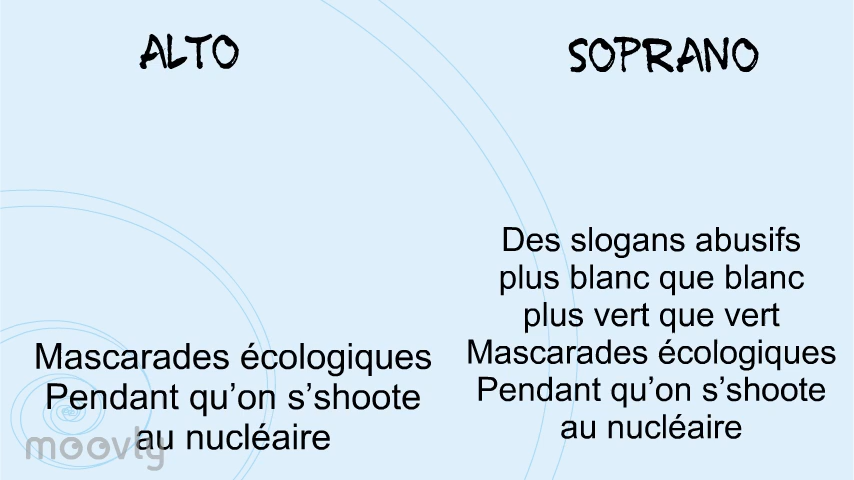 ALTO
Mascarades écologiques
Pendant qu’on s’shoote
au nucléaire
SOPRANO
Des slogans abusifs
plus blanc que blanc
plus vert que vert
Mascarades écologiques
Pendant qu’on s’shoote
au nucléaire
moovly